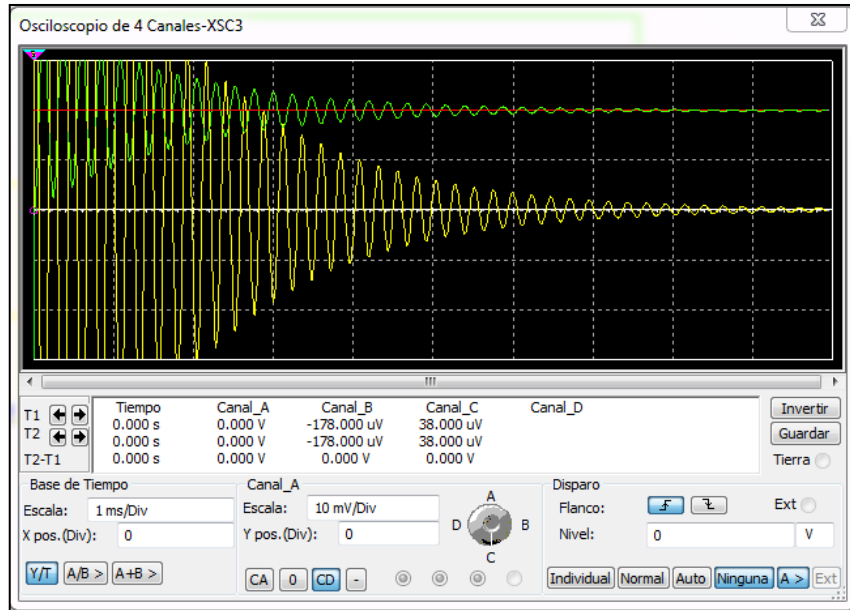 Osciloscopio de 4 Canales-XSC3
Tiempo Canal_A Canal_B Canal_C Canal_D
T1 0.000 s 0.000 V -178.000 uV 38.000 uV
T2 0.000 s 0.000 V -178.000 uV 38.000 uV
T2-T1 0.000 s 0.000 V 0.000 V 0.000 V
Invertir
Guardar
Tierra
Base de Tiempo
Escala: 1 ms/Div
X pos.(Div): 0
Y/T A/B > A+B >
Canal_A
Escala: 10 mV/Div
Y pos.(Div): 0
CA 0 CD -
A
D B
C
Disparo
Flanco: Ext
Nivel: 0 V
Individual Normal Auto Ninguna A > Ext